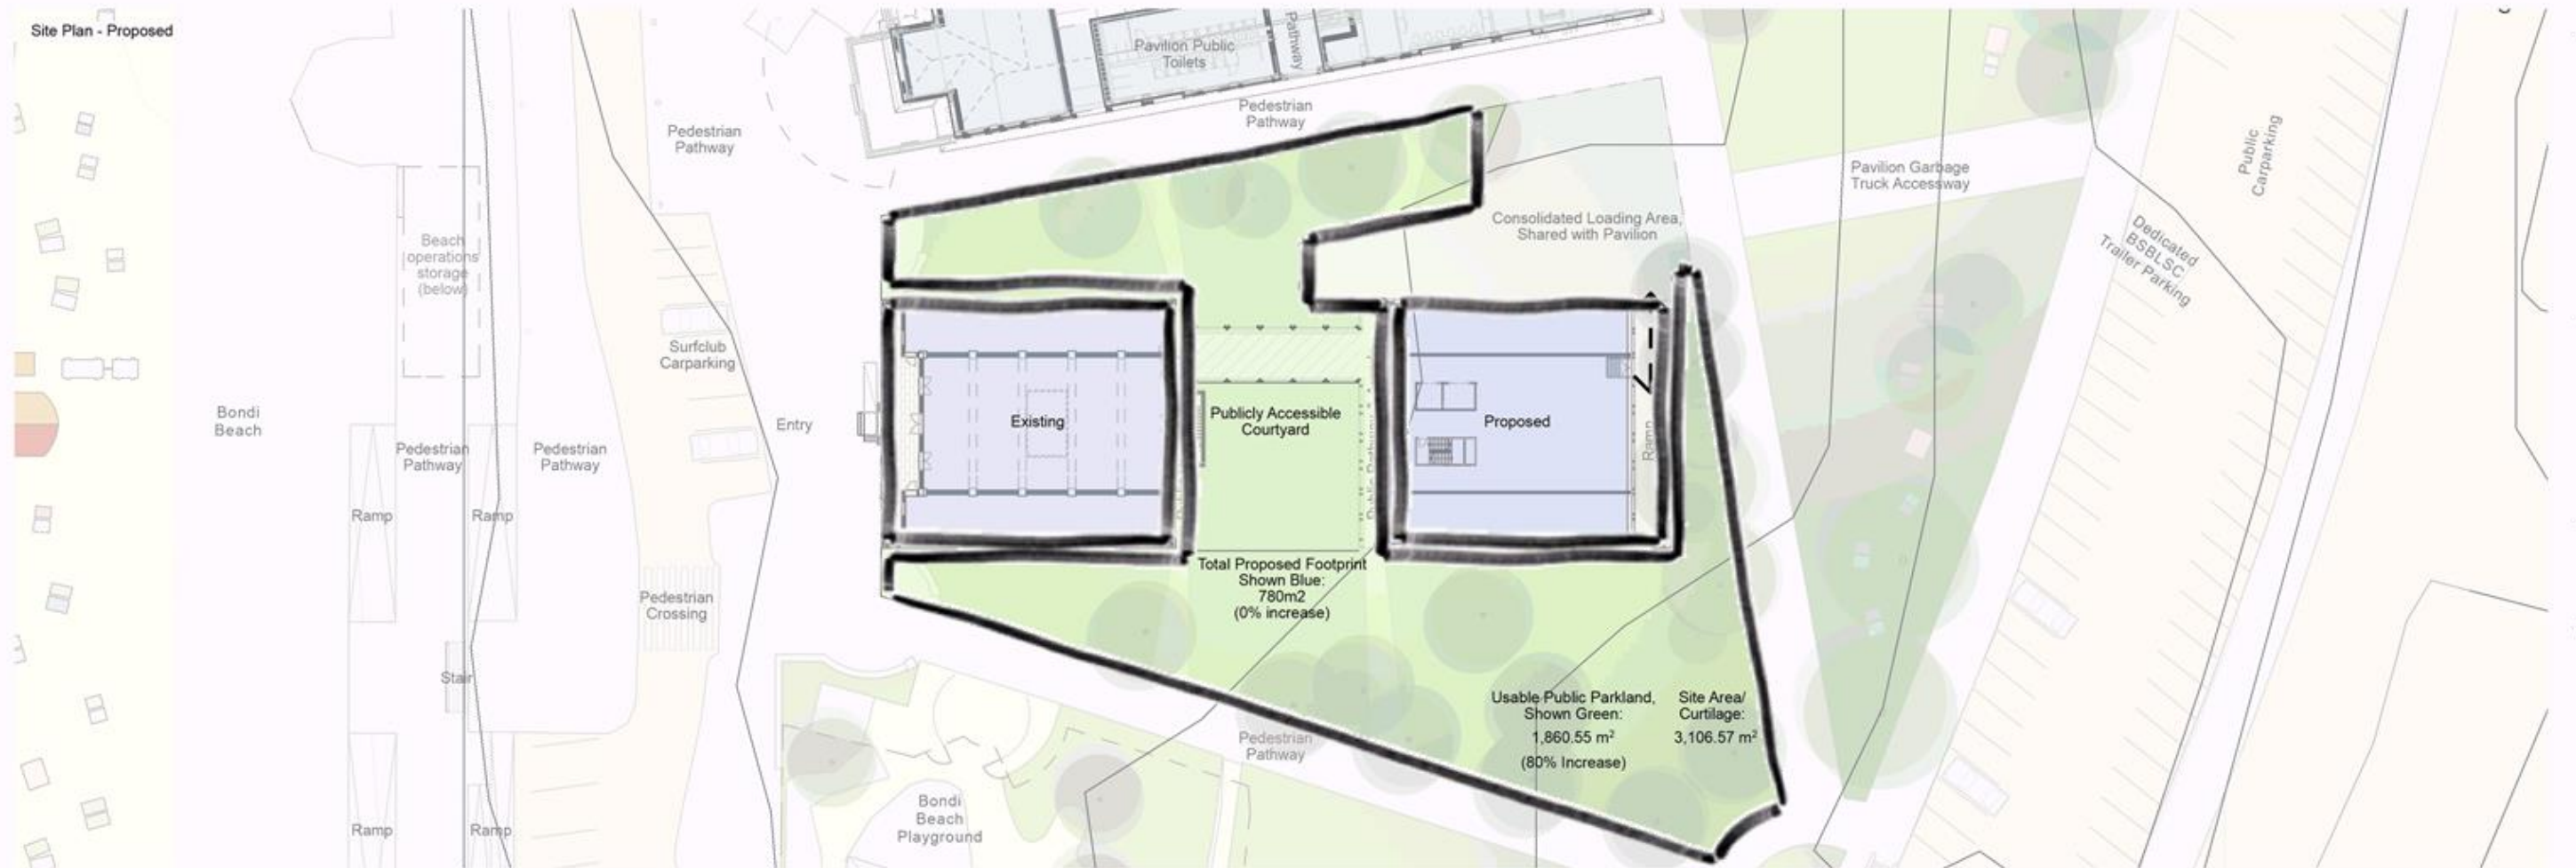 Site Plan - Proposed
Pavilion Public
Toilets
Pathway
Pedestrian
Pathway
Pedestrian
Pathway
Public
Carparking
Pavilion Garbage
Truck Accessway
Consolidated Loading Area,
Shared with Pavilion
Dedicated
BSBLSC
Trailer Parking
Beach
operations
storage
(below)
Surfclub
Carparking
Bondi
Beach
Entry
Existing
Publicly Accessible
Courtyard
Public Pathway
Proposed
Ramp
Pedestrian
Pathway
Pedestrian
Pathway
Ramp
Ramp
Total Proposed Footprint
Shown Blue:
780m2
(0% increase)
Pedestrian
Crossing
Stair
Usable Public Parkland,
Shown Green:
1,860.55 m²
(80% Increase)
Site Area/
Curtilage:
3,106.57 m²
Pedestrian
Pathway
Bondi
Beach
Playground
Ramp
Ramp